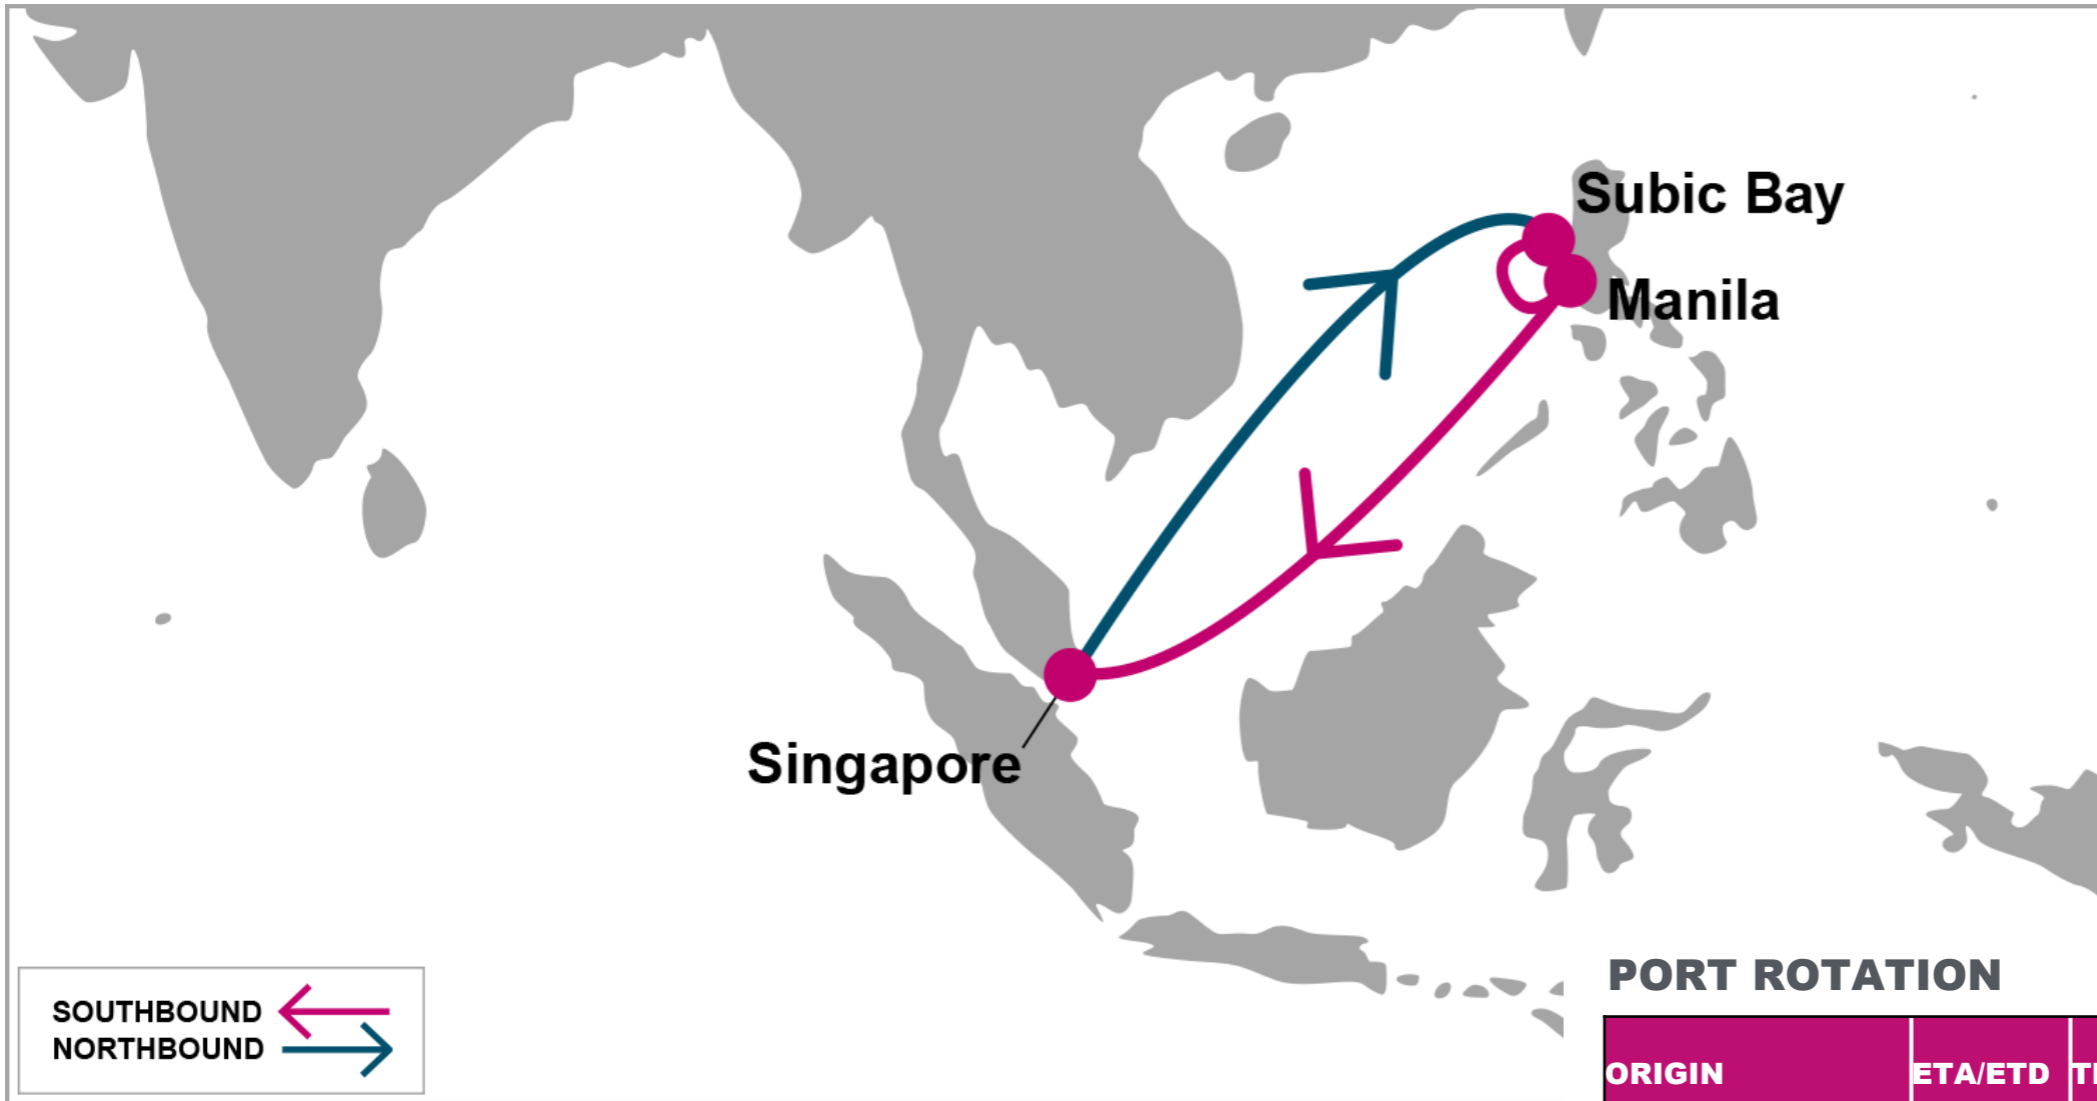 Subic Bay
Manila
Singapore
SOUTHBOUND
NORTHBOUND
PORT ROTATION
ORIGIN ETA/ETD